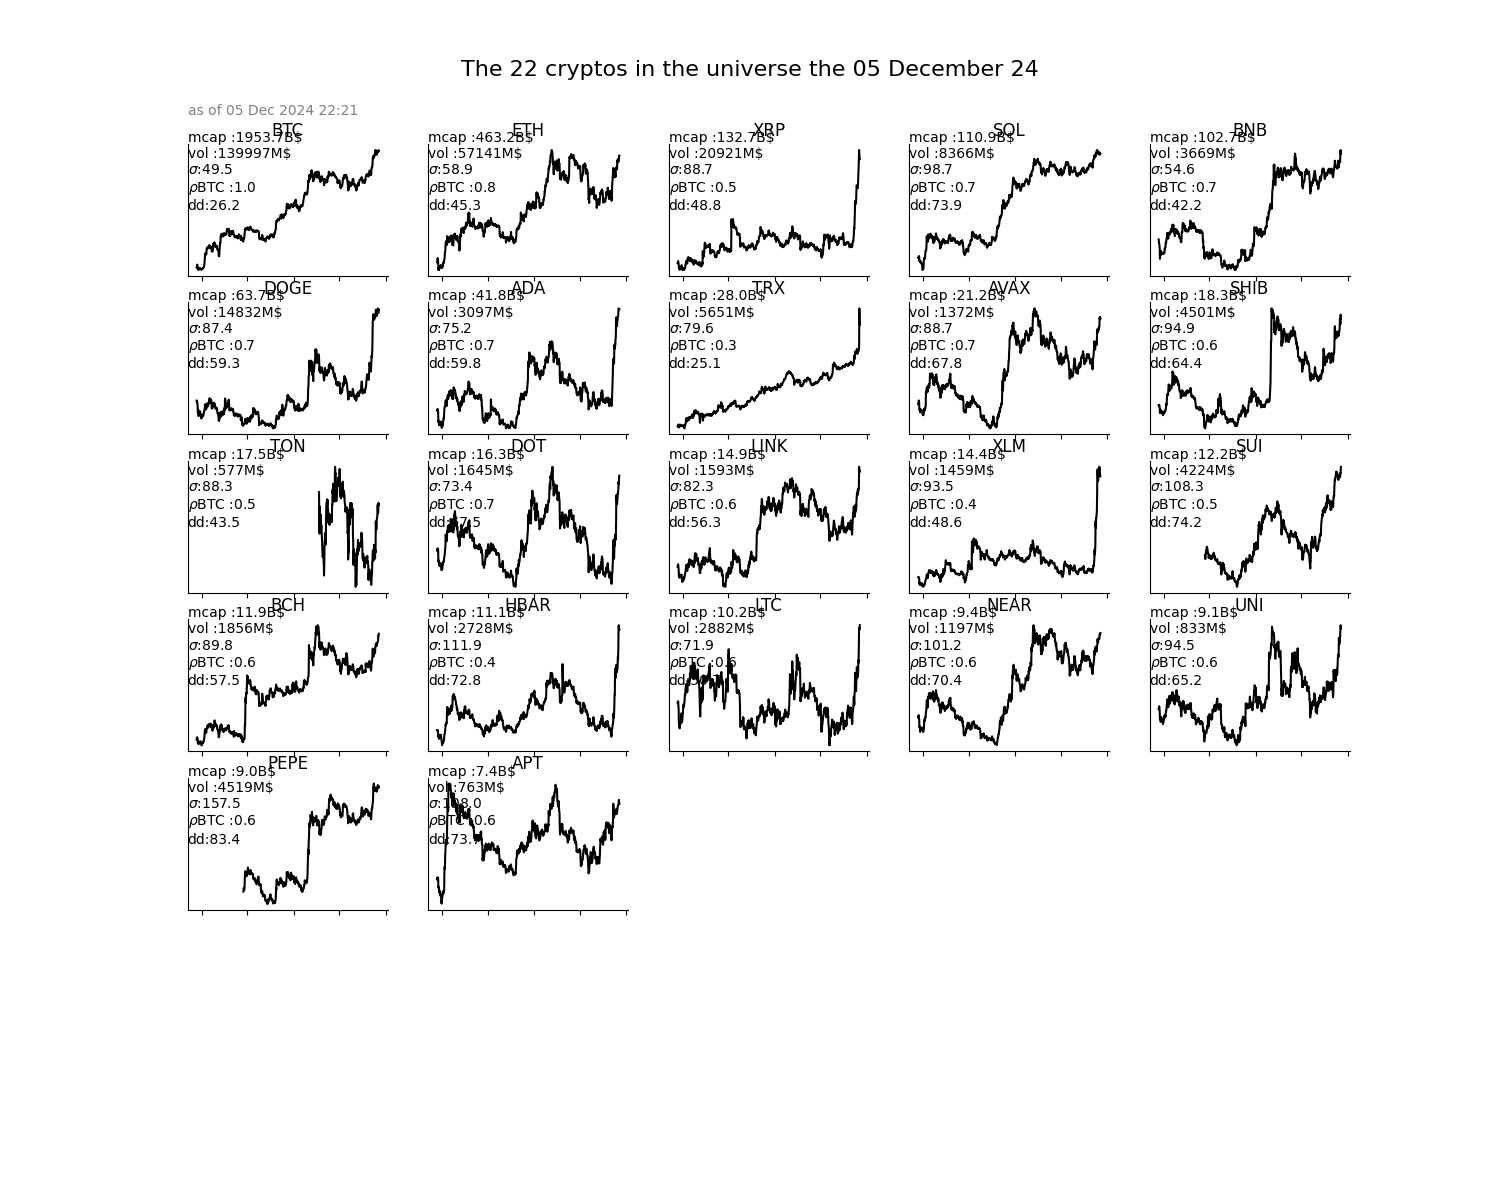 The 22 cryptos in the universe the 05 December 24
as of 05 Dec 2024 22:21
BTC
mcap :1953.7B$
vol :139997M$
σ:49.5
ρBTC :1.0
dd:26.2
ETH
mcap :463.2B$
vol :57141M$
σ:58.9
ρBTC :0.8
dd:45.3
XRP
mcap :132.7B$
vol :20921M$
σ:88.7
ρBTC :0.5
dd:48.8
SOL
mcap :110.9B$
vol :8366M$
σ:98.7
ρBTC :0.7
dd:73.9
BNB
mcap :102.7B$
vol :3669M$
σ:54.6
ρBTC :0.7
dd:42.2
DOGE
mcap :63.7B$
vol :14832M$
σ:87.4
ρBTC :0.7
dd:59.3
ADA
mcap :41.8B$
vol :3097M$
σ:75.2
ρBTC :0.7
dd:59.8
TRX
mcap :28.0B$
vol :5651M$
σ:79.6
ρBTC :0.3
dd:25.1
AVAX
mcap :21.2B$
vol :1372M$
σ:88.7
ρBTC :0.7
dd:67.8
SHIB
mcap :18.3B$
vol :4501M$
σ:94.9
ρBTC :0.6
dd:64.4
TON
mcap :17.5B$
vol :577M$
σ:88.3
ρBTC :0.5
dd:43.5
DOT
mcap :16.3B$
vol :1645M$
σ:73.4
ρBTC :0.7
LINK
mcap :14.9B$
vol :1593M$
σ:82.3
ρBTC :0.6
dd:56.3
XLM
mcap :14.4B$
vol :1459M$
σ:93.5
ρBTC :0.4
dd:48.6
SUI
mcap :12.2B$
vol :4224M$
σ:108.3
ρBTC :0.5
dd:74.2
BCH
mcap :11.9B$
vol :1856M$
σ:89.8
ρBTC :0.6
dd:57.5
HBAR
mcap :11.1B$
vol :2728M$
σ:111.9
ρBTC :0.4
dd:72.8
LTC
mcap :10.2B$
vol :2882M$
σ:71.9
ρBTC :0.6
NEAR
mcap :9.4B$
vol :1197M$
σ:101.2
ρBTC :0.6
dd:70.4
UNI
mcap :9.1B$
vol :833M$
σ:94.5
ρBTC :0.6
dd:65.2
PEPE
mcap :9.0B$
vol :4519M$
σ:157.5
ρBTC :0.6
dd:83.4
APT
mcap :7.4B$
vol :763M$
σ:108.0
ρBTC :0.6